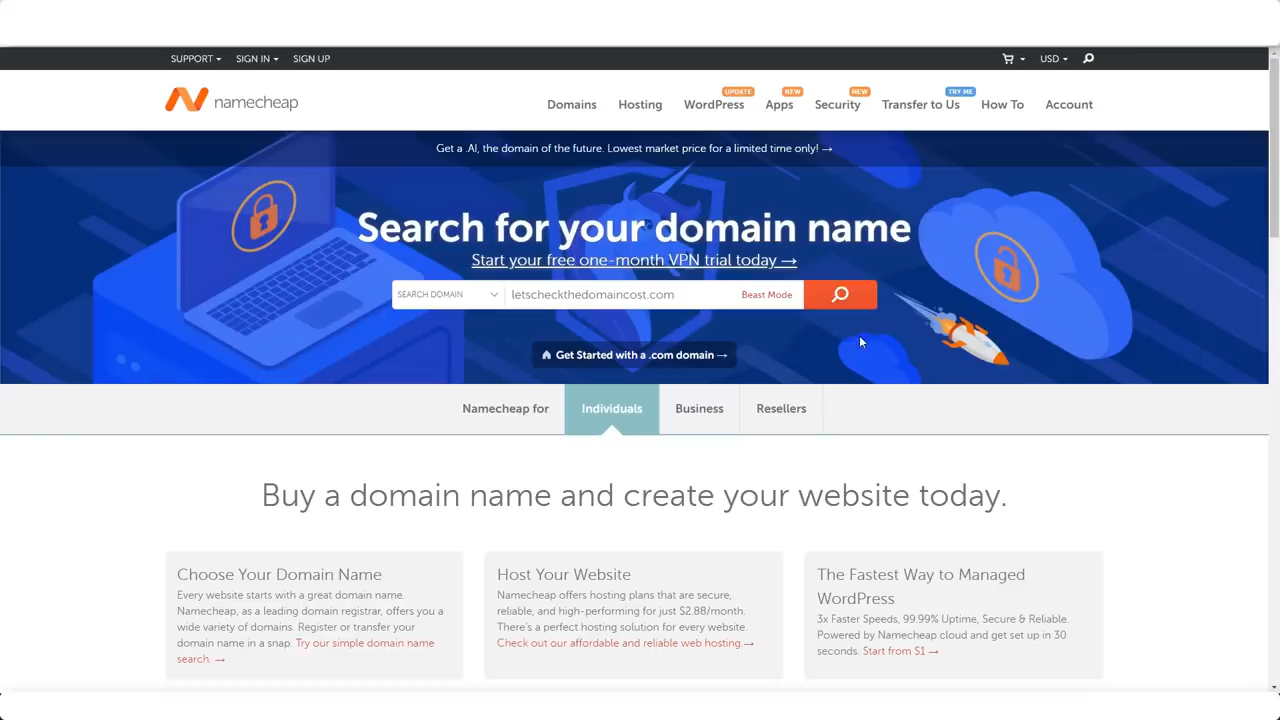 SUPPORT SIGN IN SIGN UP USD
namecheap
UPDATE NEW NEW TRY ME
Domains Hosting WordPress Apps Security Transfer to Us How To Account
Get a .AI, the domain of the future. Lowest market price for a limited time only! →
Search for your domain name
Start your free one-month VPN trial today →
SEARCH DOMAIN letscheckthedomaincost.com Beast Mode
Get Started with a .com domain →
Namecheap for Individuals Business Resellers
Buy a domain name and create your website today.
Choose Your Domain Name
Every website starts with a great domain name.
Namecheap, as a leading domain registrar, offers you a
wide variety of domains. Register or transfer your
domain name in a snap. Try our simple domain name
search. →
Host Your Website
Namecheap offers hosting plans that are secure,
reliable, and high-performing for just $2.88/month.
There's a perfect hosting solution for every website.
Check out our affordable and reliable web hosting →
The Fastest Way to Managed
WordPress
3x Faster Speeds, 99.99% Uptime, Secure & Reliable.
Powered by Namecheap cloud and get set up in 30
seconds. Start from $1 →